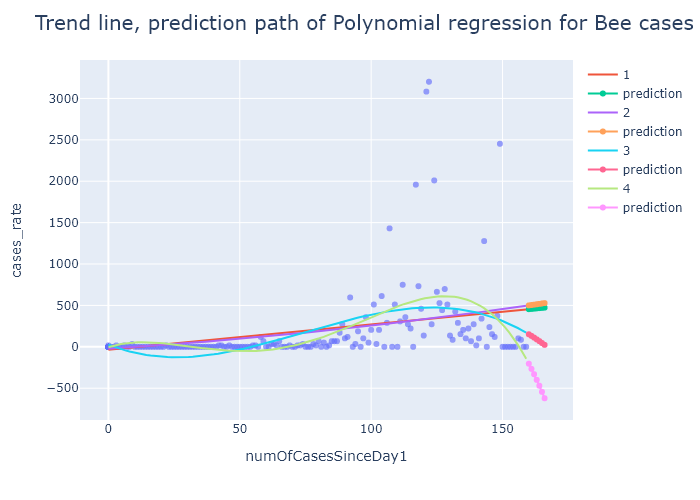 Trend line, prediction path of Polynomial regression for Bee cases
cases_rate
3000
2500
2000
1500
1000
500
0
−500
0
50
100
150
numOfCasesSinceDay1
1
prediction
2
prediction
3
prediction
4
prediction